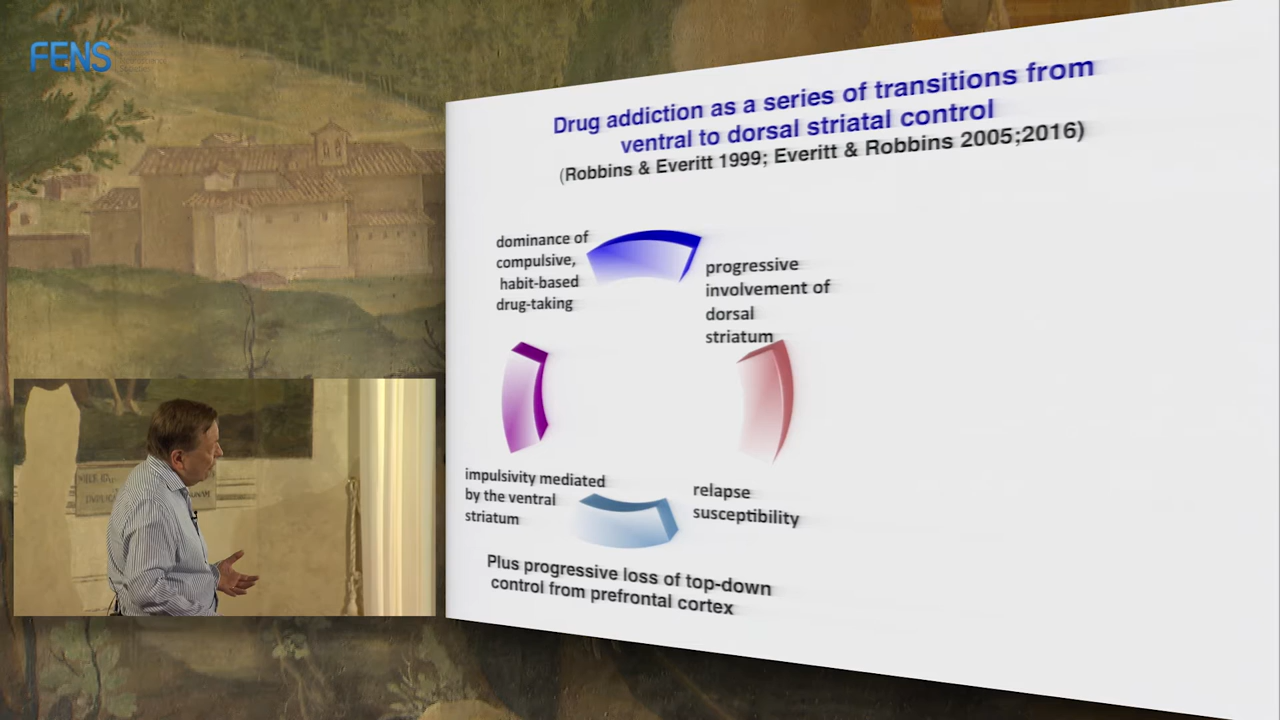 FENS
Drug addiction as a series of transitions from
ventral to dorsal striatal control
(Robbins & Everitt 1999; Everitt & Robbins 2005;2016)
dominance of
compulsive,
habit-based
drug-taking
progressive
involvement of
dorsal
striatum
impulsivity mediated
by the ventral
striatum
relapse
susceptibility
Plus progressive loss of top-down
control from prefrontal cortex